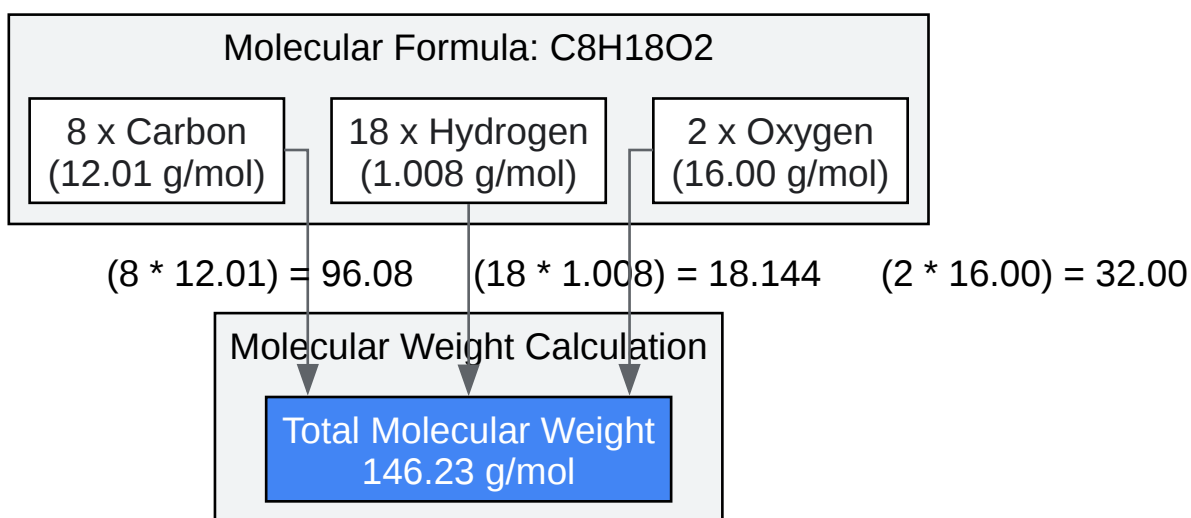 Molecular Formula: C8H18O2
8 x Carbon
(12.01 g/mol)
18 x Hydrogen
(1.008 g/mol)
2 x Oxygen
(16.00 g/mol)
(8 * 12.01) = 96.08
(18 * 1.008) = 18.144
(2 * 16.00) = 32.00
Molecular Weight Calculation
Total Molecular Weight
146.23 g/mol